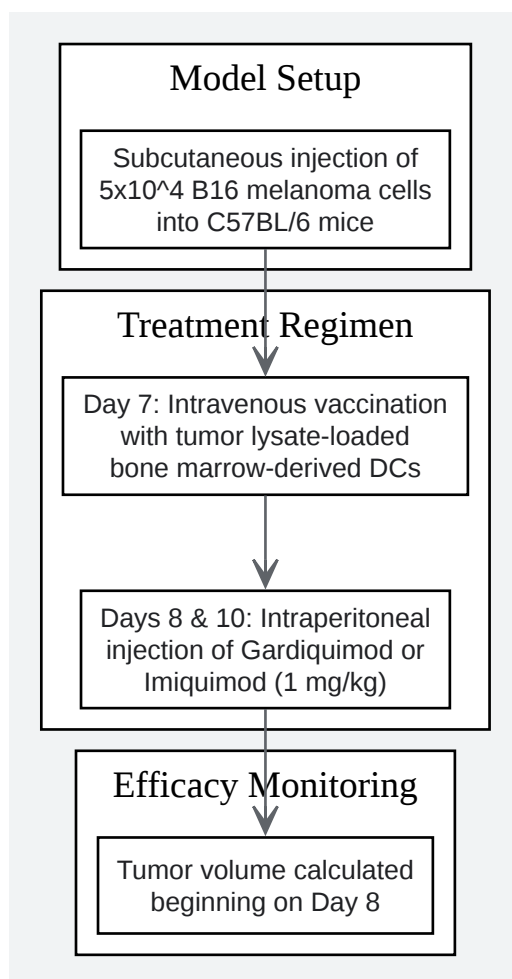 Model Setup
Subcutaneous injection of
5x10^4 B16 melanoma cells
into C57BL/6 mice
Treatment Regimen
Day 7: Intravenous vaccination
with tumor lysate-loaded
bone marrow-derived DCs
Days 8 & 10: Intraperitoneal
injection of Gardiquimod or
Imiquimod (1 mg/kg)
Efficacy Monitoring
Tumor volume calculated
beginning on Day 8